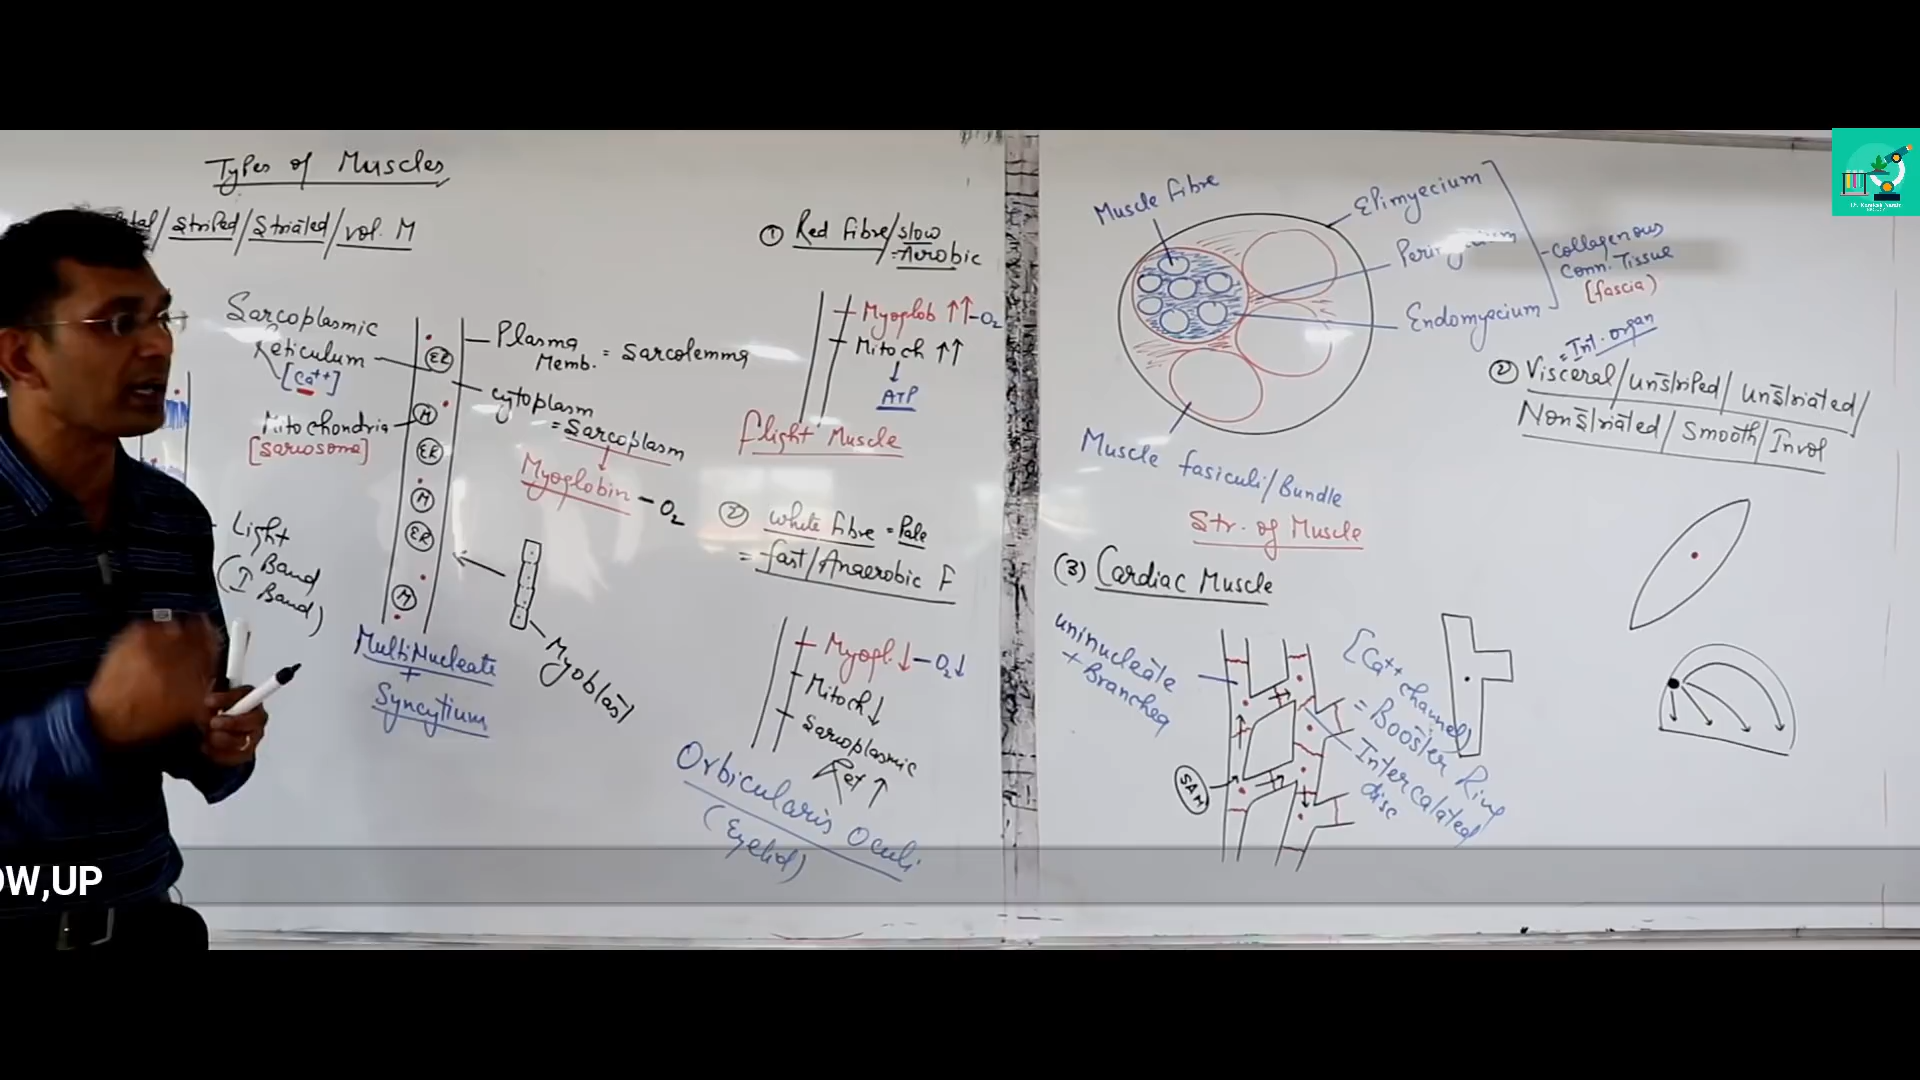 Types of Muscles
/Striped/Striated/Vol. M
Sarcoplasmic
Reticulum
[Ca++]
Mitochondria
[Sarcosome]
Light
Band
(I Band)
ER
M
ER
M
ER
M
Plasma
Memb. = Sarcolemma
cytoplasm
= Sarcoplasm
Myoglobin - O2
Myoblast
MultiNucleate
+
Syncytium
① Red fibre/slow
=Aerobic
Myoglob ↑↑-O2
Mitoch ↑↑
↓
ATP
flight Muscle
② white fibre = Pale
= fast/Anaerobic F
Myogl.↓-O2↓
Mitoch↓
Sarcoplasmic
Ret ↑
Orbicularis Oculi
(Eyelid)
Muscle fibre
Epimyecium
Endomyecium
-Collagenous
Conn. Tissue
[fascia)
Muscle fasiculi/Bundle
Str. of Muscle
= Int. organ
② Visceral/unstriped/unstriated/
Nonstriated/Smooth/Invol
(3) Cardiac Muscle
uninucleate
+ Branched
SAN
[Ca++ channel)
= Booster Ring
Intercalated
disc
OW,UP